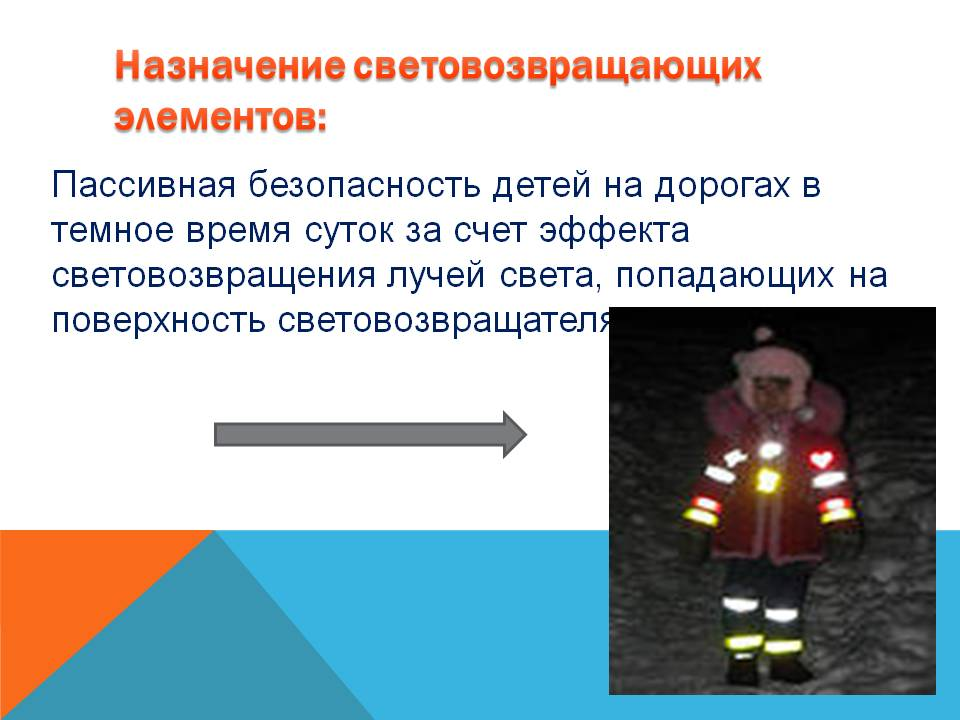 Назначение световозвращающих
элементов:
Пассивная безопасность детей на дорогах в
темное время суток за счет эффекта
световозвращения лучей света, попадающих на
поверхность световозвращателя